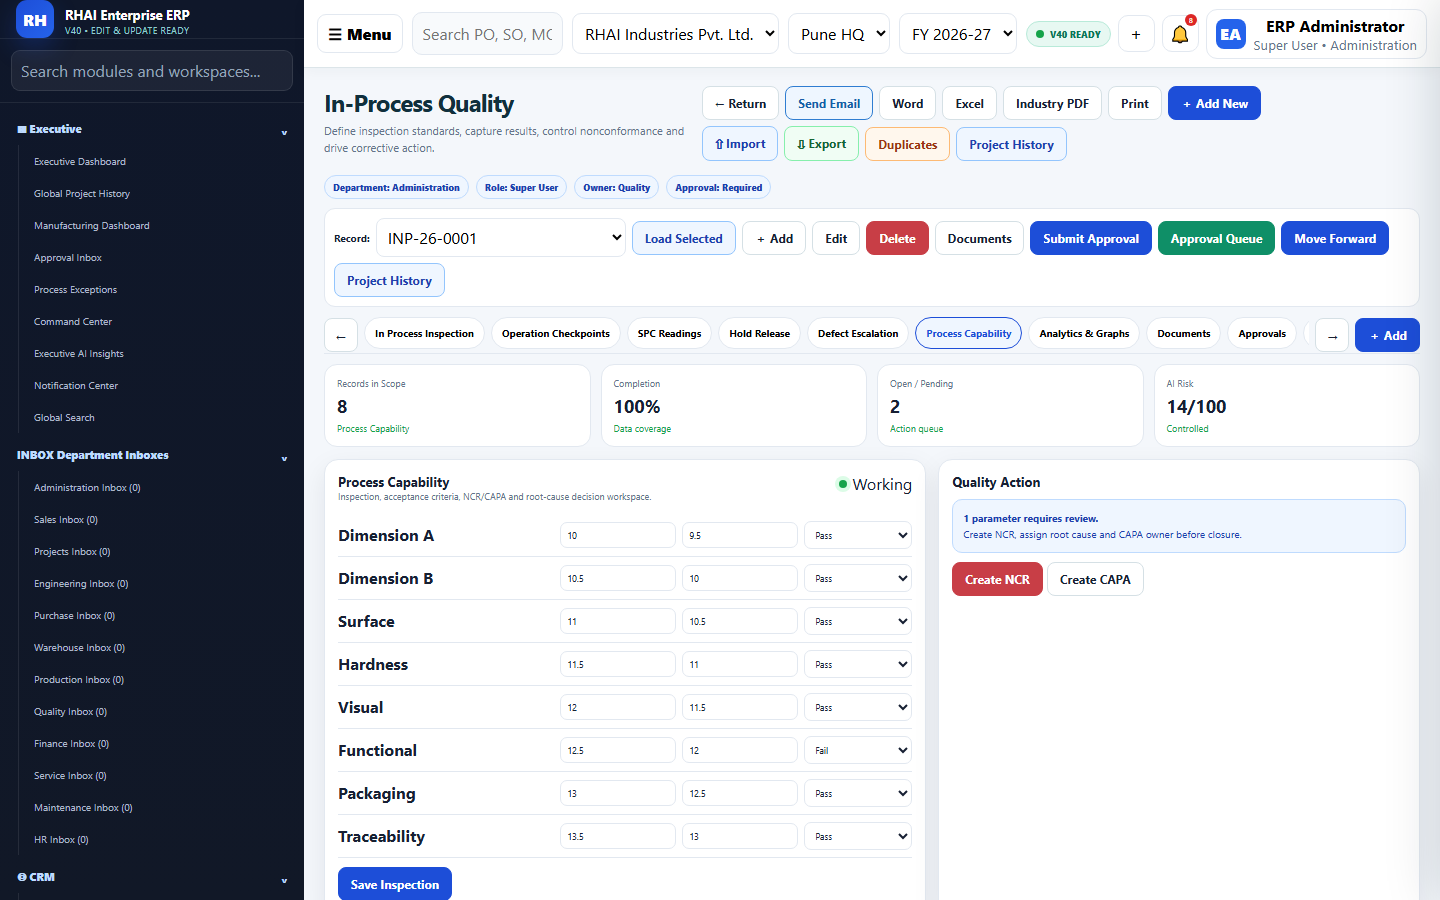 RH
RHAI Enterprise ERP
V40 • EDIT & UPDATE READY
Search modules and workspaces...
Executive
Executive Dashboard
Global Project History
Manufacturing Dashboard
Approval Inbox
Process Exceptions
Command Center
Executive AI Insights
Notification Center
Global Search
INBOX Department Inboxes
Administration Inbox (0)
Sales Inbox (0)
Projects Inbox (0)
Engineering Inbox (0)
Purchase Inbox (0)
Warehouse Inbox (0)
Production Inbox (0)
Quality Inbox (0)
Finance Inbox (0)
Service Inbox (0)
Maintenance Inbox (0)
HR Inbox (0)
CRM
☰ Menu
Search PO, SO, MO
RHAI Industries Pvt. Ltd.
Pune HQ
FY 2026-27
V40 READY
+
8
EA
ERP Administrator
Super User • Administration
In-Process Quality
Define inspection standards, capture results, control nonconformance and
drive corrective action.
← Return
Send Email
Word
Excel
Industry PDF
Print
+ Add New
⇧ Import
⇩ Export
Duplicates
Project History
Department: Administration
Role: Super User
Owner: Quality
Approval: Required
Record:
INP-26-0001
Load Selected
+ Add
Edit
Delete
Documents
Submit Approval
Approval Queue
Move Forward
Project History
←
In Process Inspection
Operation Checkpoints
SPC Readings
Hold Release
Defect Escalation
Process Capability
Analytics & Graphs
Documents
Approvals
→
+ Add
Records in Scope
8
Process Capability
Completion
100%
Data coverage
Open / Pending
2
Action queue
AI Risk
14/100
Controlled
Process Capability
Inspection, acceptance criteria, NCR/CAPA and root-cause decision workspace.
Working
Dimension A
10
9.5
Pass
Dimension B
10.5
10
Pass
Surface
11
10.5
Pass
Hardness
11.5
11
Pass
Visual
12
11.5
Pass
Functional
12.5
12
Fail
Packaging
13
12.5
Pass
Traceability
13.5
13
Pass
Save Inspection
Quality Action
1 parameter requires review.
Create NCR, assign root cause and CAPA owner before closure.
Create NCR
Create CAPA